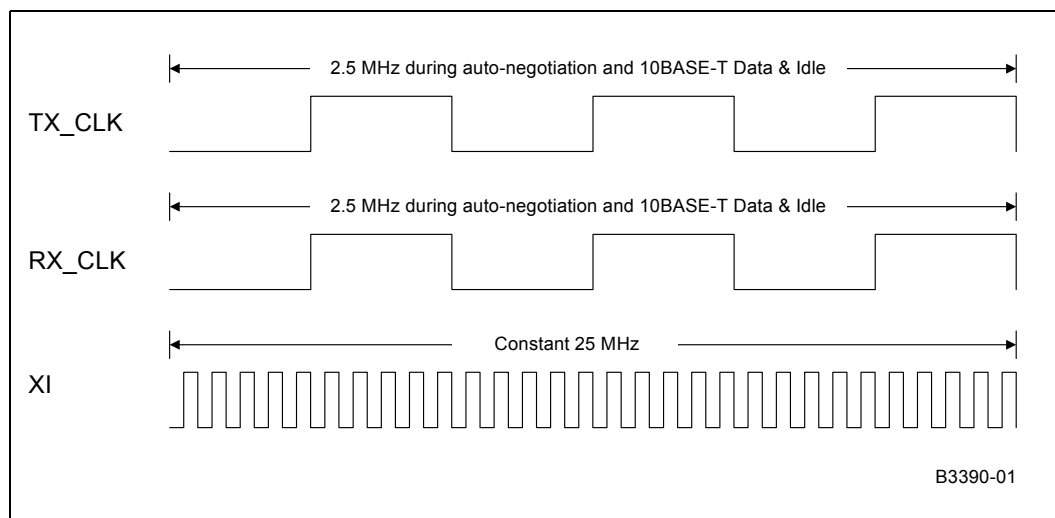 2.5 MHz during auto-negotiation and 10BASE-T Data & Idle
TX_CLK
2.5 MHz during auto-negotiation and 10BASE-T Data & Idle
RX_CLK
Constant 25 MHz
XI
B3390-01